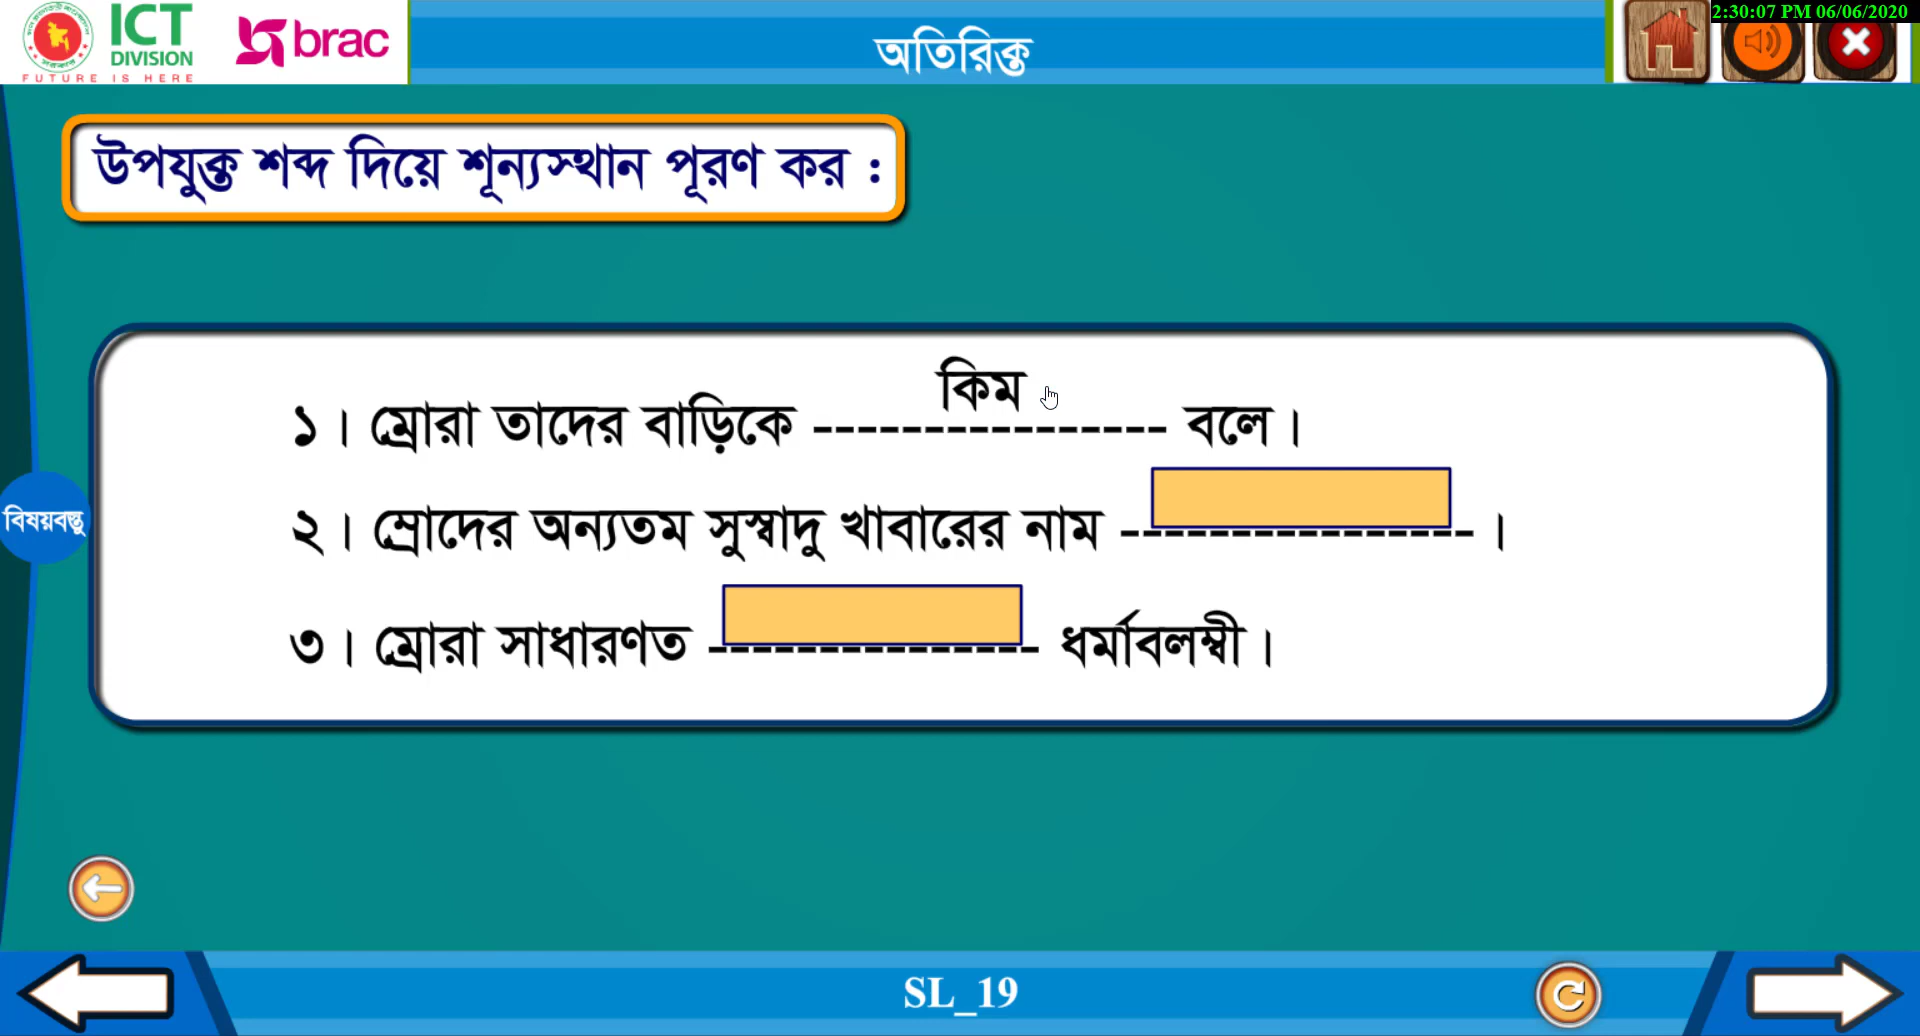 ICT
DIVISION
FUTURE IS HERE
brac
অতিরিক্ত
2:30:07 PM 06/06/2020
উপযুক্ত শব্দ দিয়ে শূন্যস্থান পূরণ কর :
কিম
১। ম্রোরা তাদের বাড়িকে ---------------- বলে।
২। ম্রোদের অন্যতম সুস্বাদু খাবারের নাম ---------------- ।
৩। ম্রোরা সাধারণত --------------- ধর্মাবলম্বী।
বিষয়বস্তু
SL_19